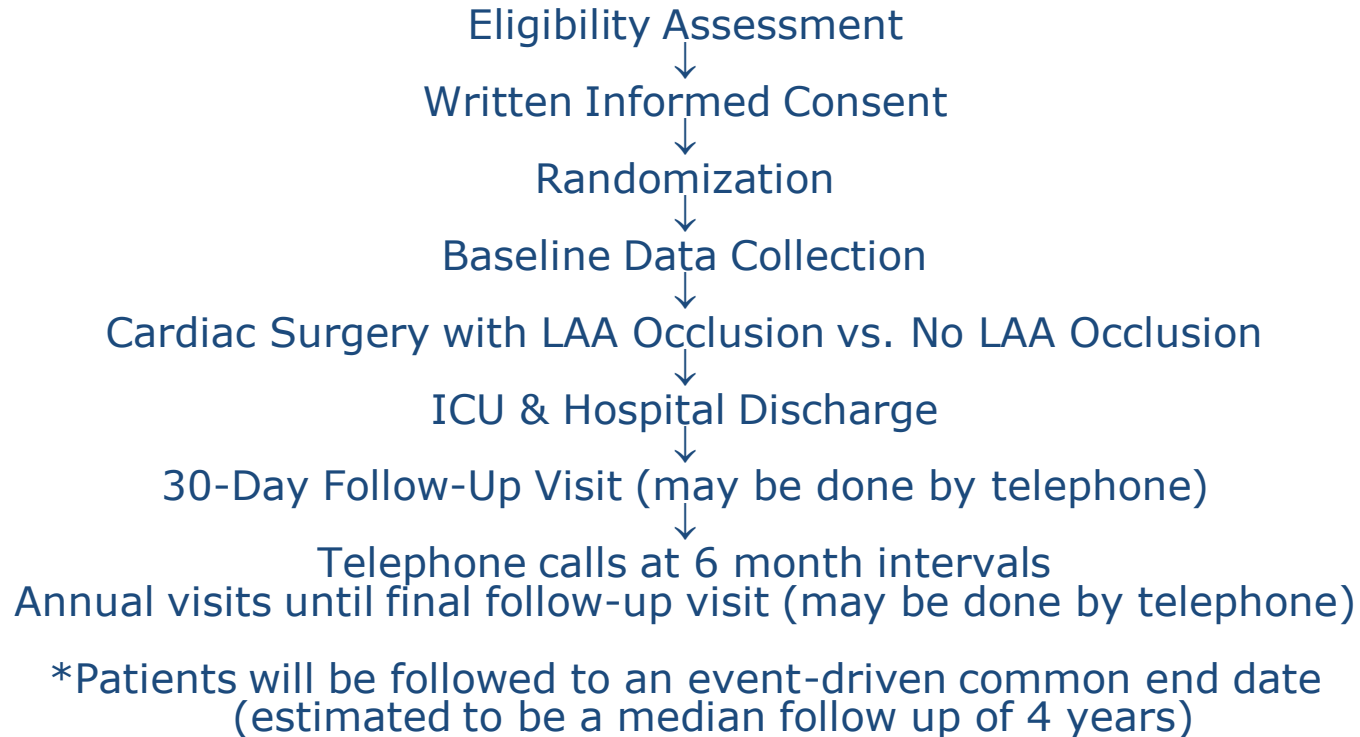 Eligibility Assessment
↓
Written Informed Consent
↓
Randomization
↓
Baseline Data Collection
↓
Cardiac Surgery with LAA Occlusion vs. No LAA Occlusion
↓
ICU & Hospital Discharge
↓
30-Day Follow-Up Visit (may be done by telephone)
↓
Telephone calls at 6 month intervals
Annual visits until final follow-up visit (may be done by telephone)
*Patients will be followed to an event-driven common end date
(estimated to be a median follow up of 4 years)